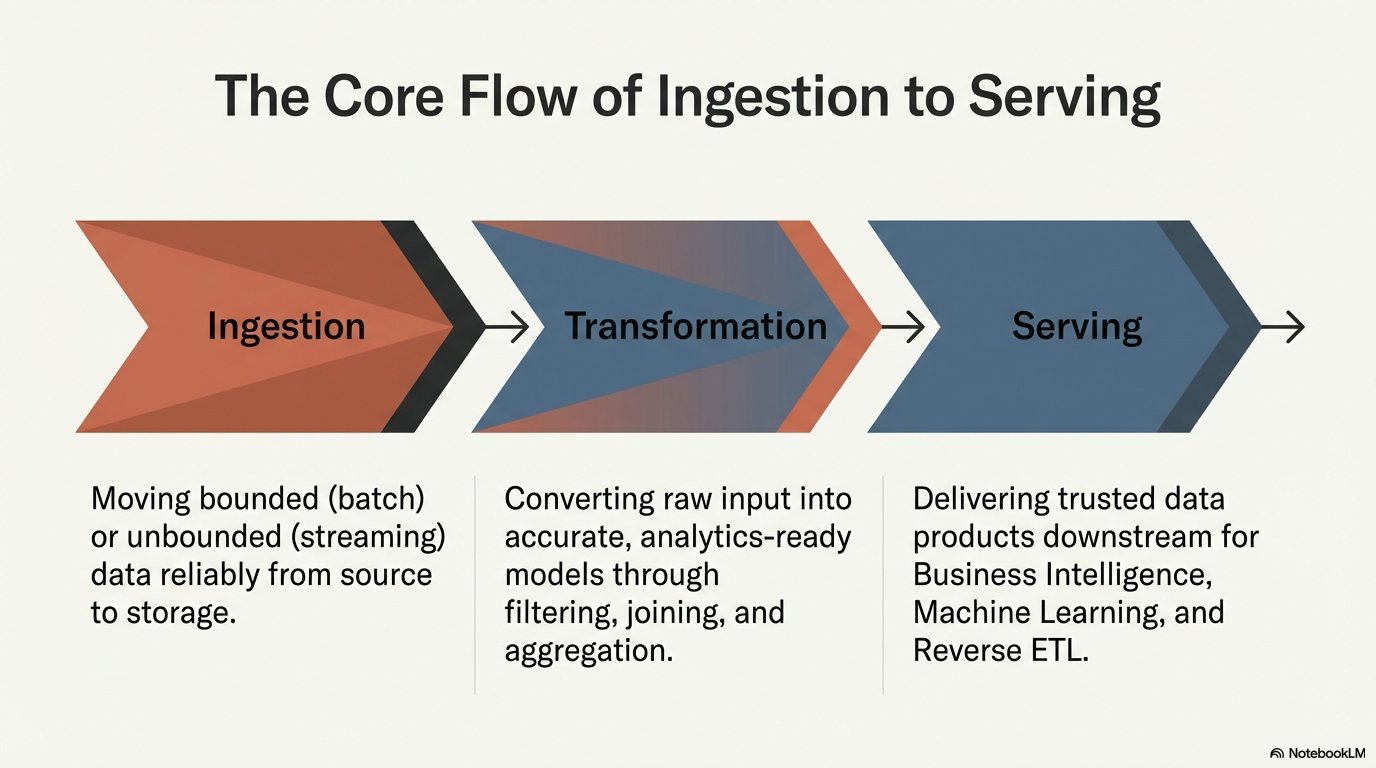 The Core Flow of Ingestion to Serving
Ingestion
Transformation
Serving
Moving bounded (batch)
or unbounded (streaming)
data reliably from source
to storage.
Converting raw input into
accurate, analytics-ready
models through
filtering, joining, and
aggregation.
Delivering trusted data
products downstream for
Business Intelligence,
Machine Learning, and
Reverse ETL.
NotebookLM